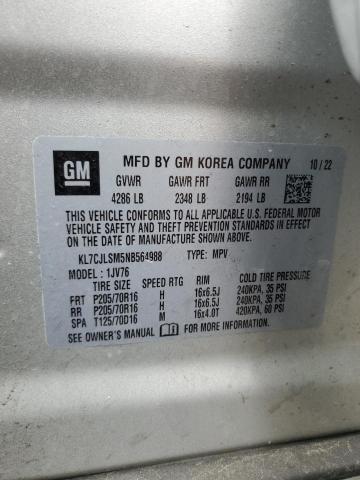 GM
MFD BY GM KOREA COMPANY 10 / 22
GVWR GAWR FRT GAWR RR
4286 LB 2348 LB 2194 LB
THIS VEHICLE CONFORMS TO ALL APPLICABLE U.S. FEDERAL MOTOR
VEHICLE SAFETY AND THEFT PREVENTION STANDARDS IN EFFECT
ON THE DATE OF MANUFACTURE SHOWN ABOVE.
KL7CJLSM5NB564988 TYPE: MPV
MODEL: 1JV76
TIRE SIZE SPEED RTG RIM COLD TIRE PRESSURE
FRT P205/70R16 H 16x6.5J 240KPA, 35 PSI
RR P205/70R16 H 16x6.5J 240KPA, 35 PSI
SPA T125/70D16 M 16x4.0T 420KPA, 60 PSI
SEE OWNER'S MANUAL FOR MORE INFORMATION.